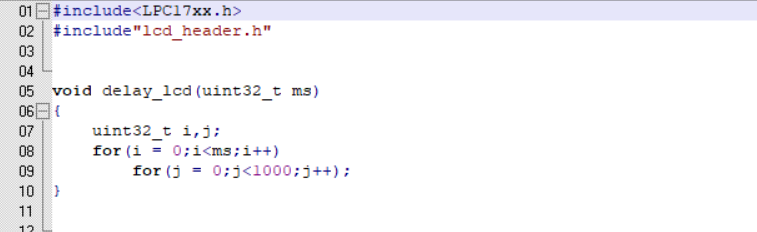 01 #include<LPC17xx.h>
02 #include"lcd_header.h"
03
04
05 void delay_lcd(uint32_t ms)
06 {
07     uint32_t i,j;
08     for(i = 0;i<ms;i++)
09         for(j = 0;j<1000;j++);
10 }
11
12